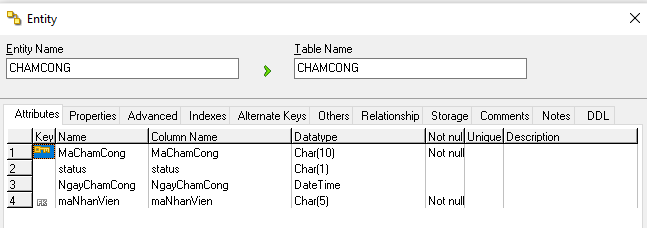 Entity
Entity Name Table Name
CHAMCONG CHAMCONG
Attributes Properties Advanced Indexes Alternate Keys Others Relationship Storage Comments Notes DDL
Key Name Column Name Datatype Not nul Unique Description
1 MaChamCong MaChamCong Char(10) Not null
2 status status Char(1)
3 NgayChamCong NgayChamCong DateTime
4 maNhanVien maNhanVien Char(5) Not null